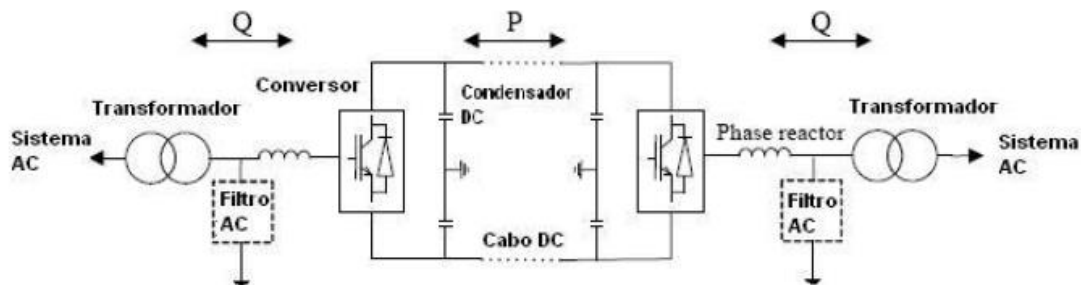 Q
P
Q
Conversor
Condensador
DC
Transformador
Transformador
Phase reactor
Sistema
AC
Sistema
AC
Filtro
AC
Filtro
AC
Cabo DC